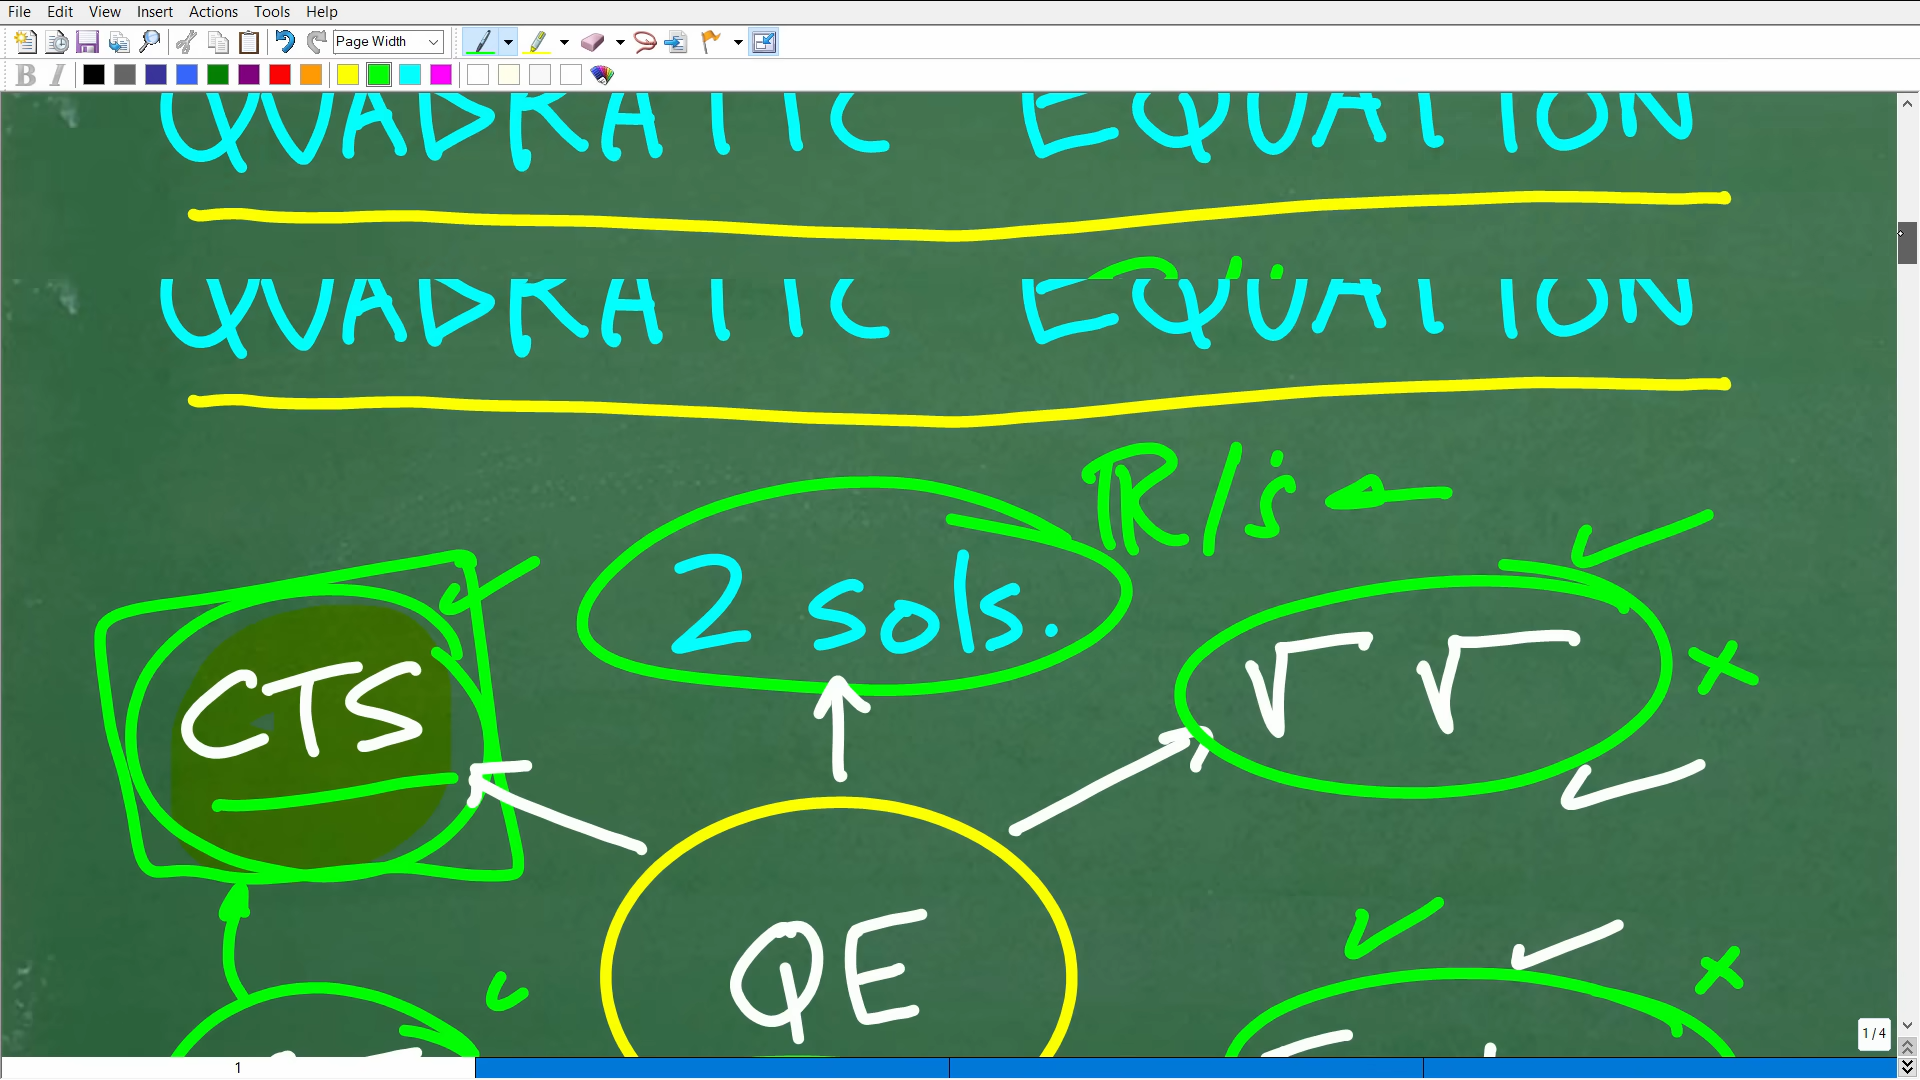 File Edit View Insert Actions Tools Help
Page Width
B I
QUADRATIC EQUATION
QUADRATIC EQUATION
ℝ/i
2 sols.
CTS
√ √
QE
1 / 4
1